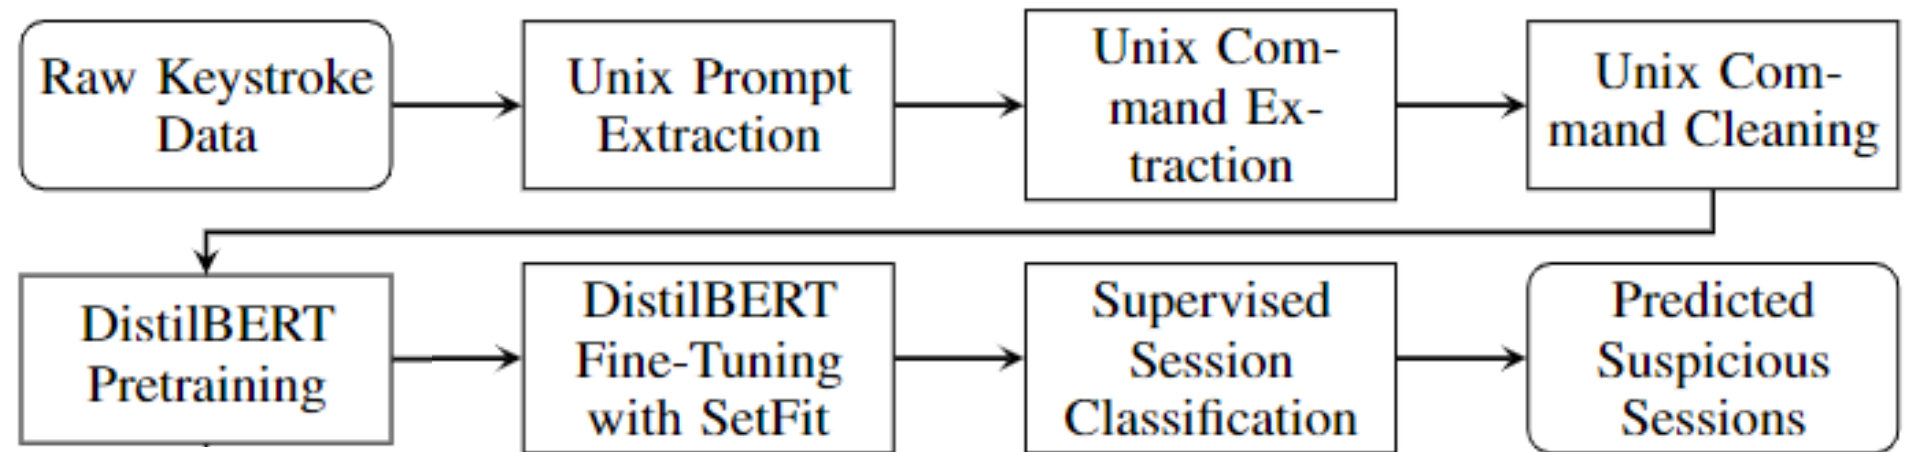 Raw Keystroke
Data
Unix Prompt
Extraction
Unix Com-
mand Ex-
traction
Unix Com-
mand Cleaning
DistilBERT
Pretraining
DistilBERT
Fine-Tuning
with SetFit
Supervised
Session
Classification
Predicted
Suspicious
Sessions